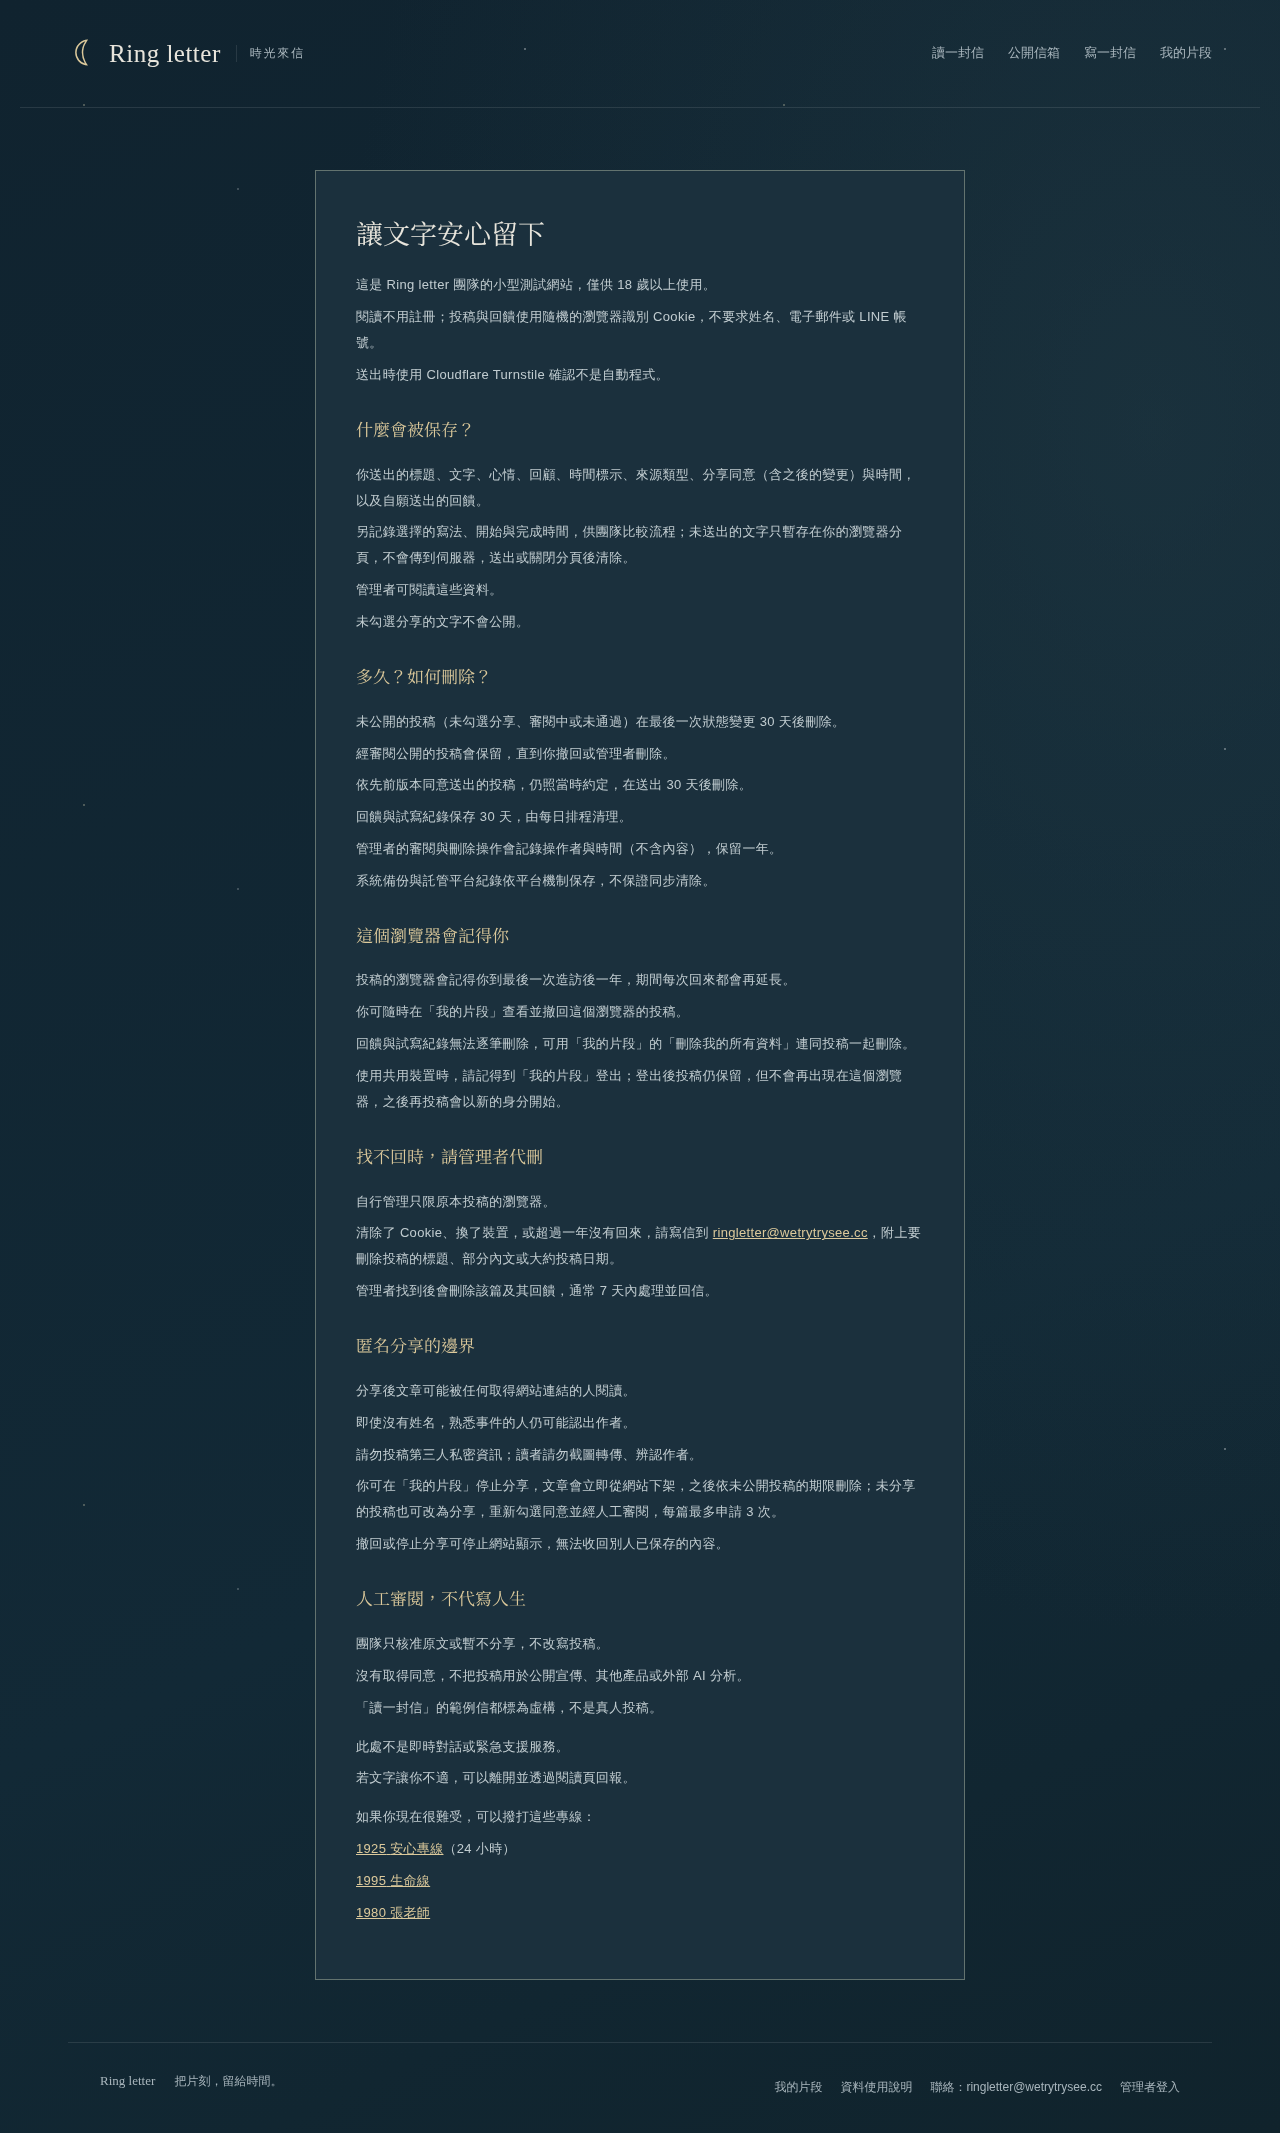 Ring letter 時光來信
讀一封信 公開信箱 寫一封信 我的片段
讓文字安心留下
這是 Ring letter 團隊的小型測試網站，僅供 18 歲以上使用。
閱讀不用註冊；投稿與回饋使用隨機的瀏覽器識別 Cookie，不要求姓名、電子郵件或 LINE 帳
號。
送出時使用 Cloudflare Turnstile 確認不是自動程式。
什麼會被保存？
你送出的標題、文字、心情、回顧、時間標示、來源類型、分享同意（含之後的變更）與時間，
以及自願送出的回饋。
另記錄選擇的寫法、開始與完成時間，供團隊比較流程；未送出的文字只暫存在你的瀏覽器分
頁，不會傳到伺服器，送出或關閉分頁後清除。
管理者可閱讀這些資料。
未勾選分享的文字不會公開。
多久？如何刪除？
未公開的投稿（未勾選分享、審閱中或未通過）在最後一次狀態變更 30 天後刪除。
經審閱公開的投稿會保留，直到你撤回或管理者刪除。
依先前版本同意送出的投稿，仍照當時約定，在送出 30 天後刪除。
回饋與試寫紀錄保存 30 天，由每日排程清理。
管理者的審閱與刪除操作會記錄操作者與時間（不含內容），保留一年。
系統備份與託管平台紀錄依平台機制保存，不保證同步清除。
這個瀏覽器會記得你
投稿的瀏覽器會記得你到最後一次造訪後一年，期間每次回來都會再延長。
你可隨時在「我的片段」查看並撤回這個瀏覽器的投稿。
回饋與試寫紀錄無法逐筆刪除，可用「我的片段」的「刪除我的所有資料」連同投稿一起刪除。
使用共用裝置時，請記得到「我的片段」登出；登出後投稿仍保留，但不會再出現在這個瀏覽
器，之後再投稿會以新的身分開始。
找不回時，請管理者代刪
自行管理只限原本投稿的瀏覽器。
清除了 Cookie、換了裝置，或超過一年沒有回來，請寫信到 ringletter@wetrytrysee.cc，附上要
刪除投稿的標題、部分內文或大約投稿日期。
管理者找到後會刪除該篇及其回饋，通常 7 天內處理並回信。
匿名分享的邊界
分享後文章可能被任何取得網站連結的人閱讀。
即使沒有姓名，熟悉事件的人仍可能認出作者。
請勿投稿第三人私密資訊；讀者請勿截圖轉傳、辨認作者。
你可在「我的片段」停止分享，文章會立即從網站下架，之後依未公開投稿的期限刪除；未分享
的投稿也可改為分享，重新勾選同意並經人工審閱，每篇最多申請 3 次。
撤回或停止分享可停止網站顯示，無法收回別人已保存的內容。
人工審閱，不代寫人生
團隊只核准原文或暫不分享，不改寫投稿。
沒有取得同意，不把投稿用於公開宣傳、其他產品或外部 AI 分析。
「讀一封信」的範例信都標為虛構，不是真人投稿。
此處不是即時對話或緊急支援服務。
若文字讓你不適，可以離開並透過閱讀頁回報。
如果你現在很難受，可以撥打這些專線：
1925 安心專線（24 小時）
1995 生命線
1980 張老師
Ring letter 把片刻，留給時間。
我的片段 資料使用說明 聯絡：ringletter@wetrytrysee.cc 管理者登入